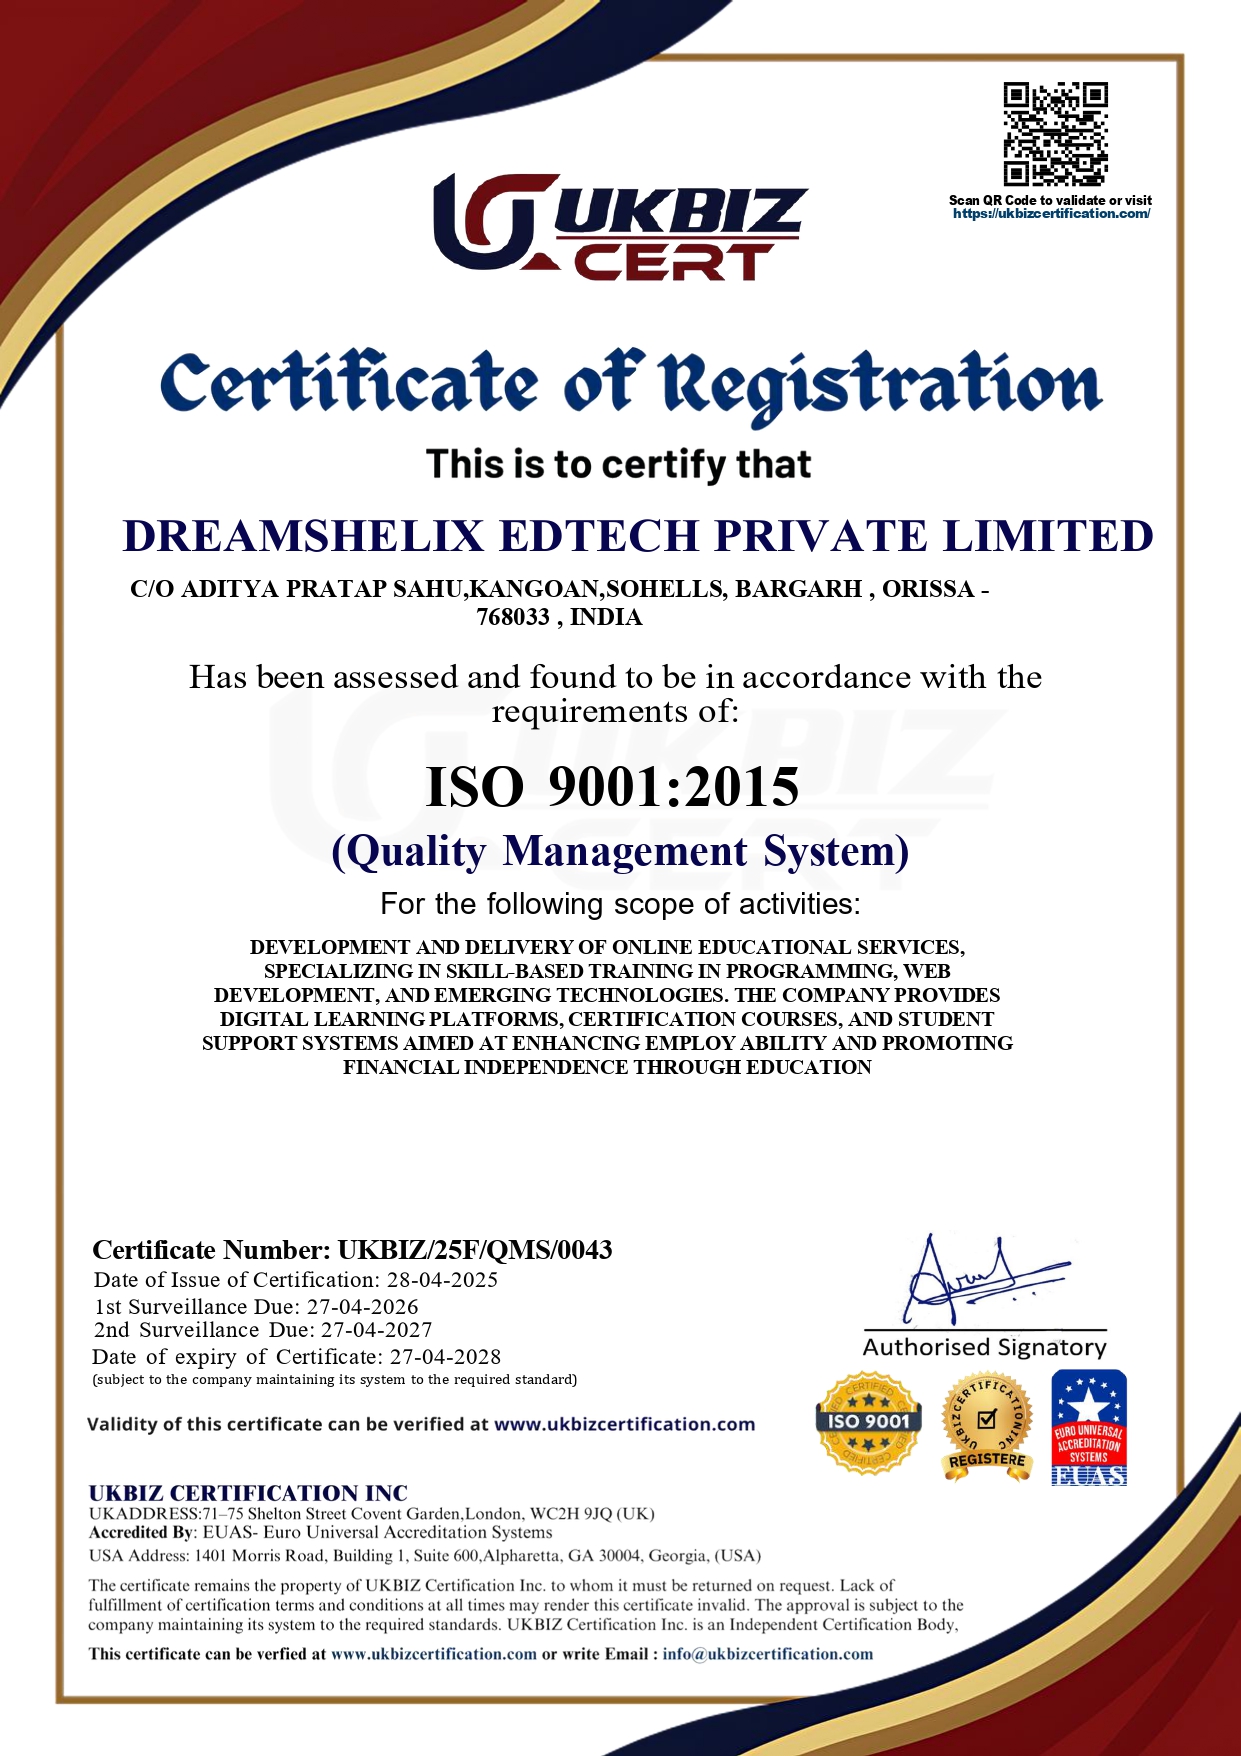 Scan QR Code to validate or visit
https://ukbizcertification.com/
UKBIZ
CERT
Certificate of Registration
This is to certify that
DREAMSHELIX EDTECH PRIVATE LIMITED
C/O ADITYA PRATAP SAHU,KANGOAN,SOHELLS, BARGARH , ORISSA -
768033 , INDIA
Has been assessed and found to be in accordance with the
requirements of:
ISO 9001:2015
(Quality Management System)
For the following scope of activities:
DEVELOPMENT AND DELIVERY OF ONLINE EDUCATIONAL SERVICES,
SPECIALIZING IN SKILL-BASED TRAINING IN PROGRAMMING, WEB
DEVELOPMENT, AND EMERGING TECHNOLOGIES. THE COMPANY PROVIDES
DIGITAL LEARNING PLATFORMS, CERTIFICATION COURSES, AND STUDENT
SUPPORT SYSTEMS AIMED AT ENHANCING EMPLOY ABILITY AND PROMOTING
FINANCIAL INDEPENDENCE THROUGH EDUCATION
Certificate Number: UKBIZ/25F/QMS/0043
Date of Issue of Certification: 28-04-2025
1st Surveillance Due: 27-04-2026
2nd Surveillance Due: 27-04-2027
Date of expiry of Certificate: 27-04-2028
(subject to the company maintaining its system to the required standard)
Authorised Signatory
Validity of this certificate can be verified at www.ukbizcertification.com
CERTIFIED
ISO 9001
CERTIFIED
UKBIZCERTIFICATIONINC
REGISTERE
EURO UNIVERSAL
ACCREDITATION
SYSTEMS
EUAS
UKBIZ CERTIFICATION INC
UKADDRESS:71–75 Shelton Street Covent Garden,London, WC2H 9JQ (UK)
Accredited By: EUAS- Euro Universal Accreditation Systems
USA Address: 1401 Morris Road, Building 1, Suite 600,Alpharetta, GA 30004, Georgia, (USA)
The certificate remains the property of UKBIZ Certification Inc. to whom it must be returned on request. Lack of
fulfillment of certification terms and conditions at all times may render this certificate invalid. The approval is subject to the
company maintaining its system to the required standards. UKBIZ Certification Inc. is an Independent Certification Body,
This certificate can be verfied at www.ukbizcertification.com or write Email : info@ukbizcertification.com